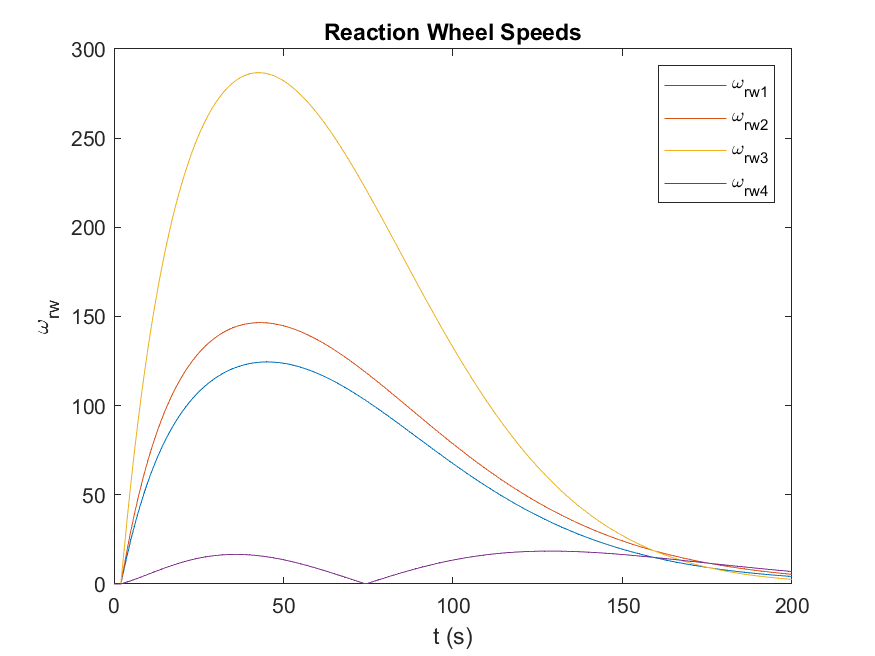 Reaction Wheel Speeds
300
250
200
150
100
50
0
ω_rw
ω_rw1
ω_rw2
ω_rw3
ω_rw4
0
50
100
150
200
t (s)